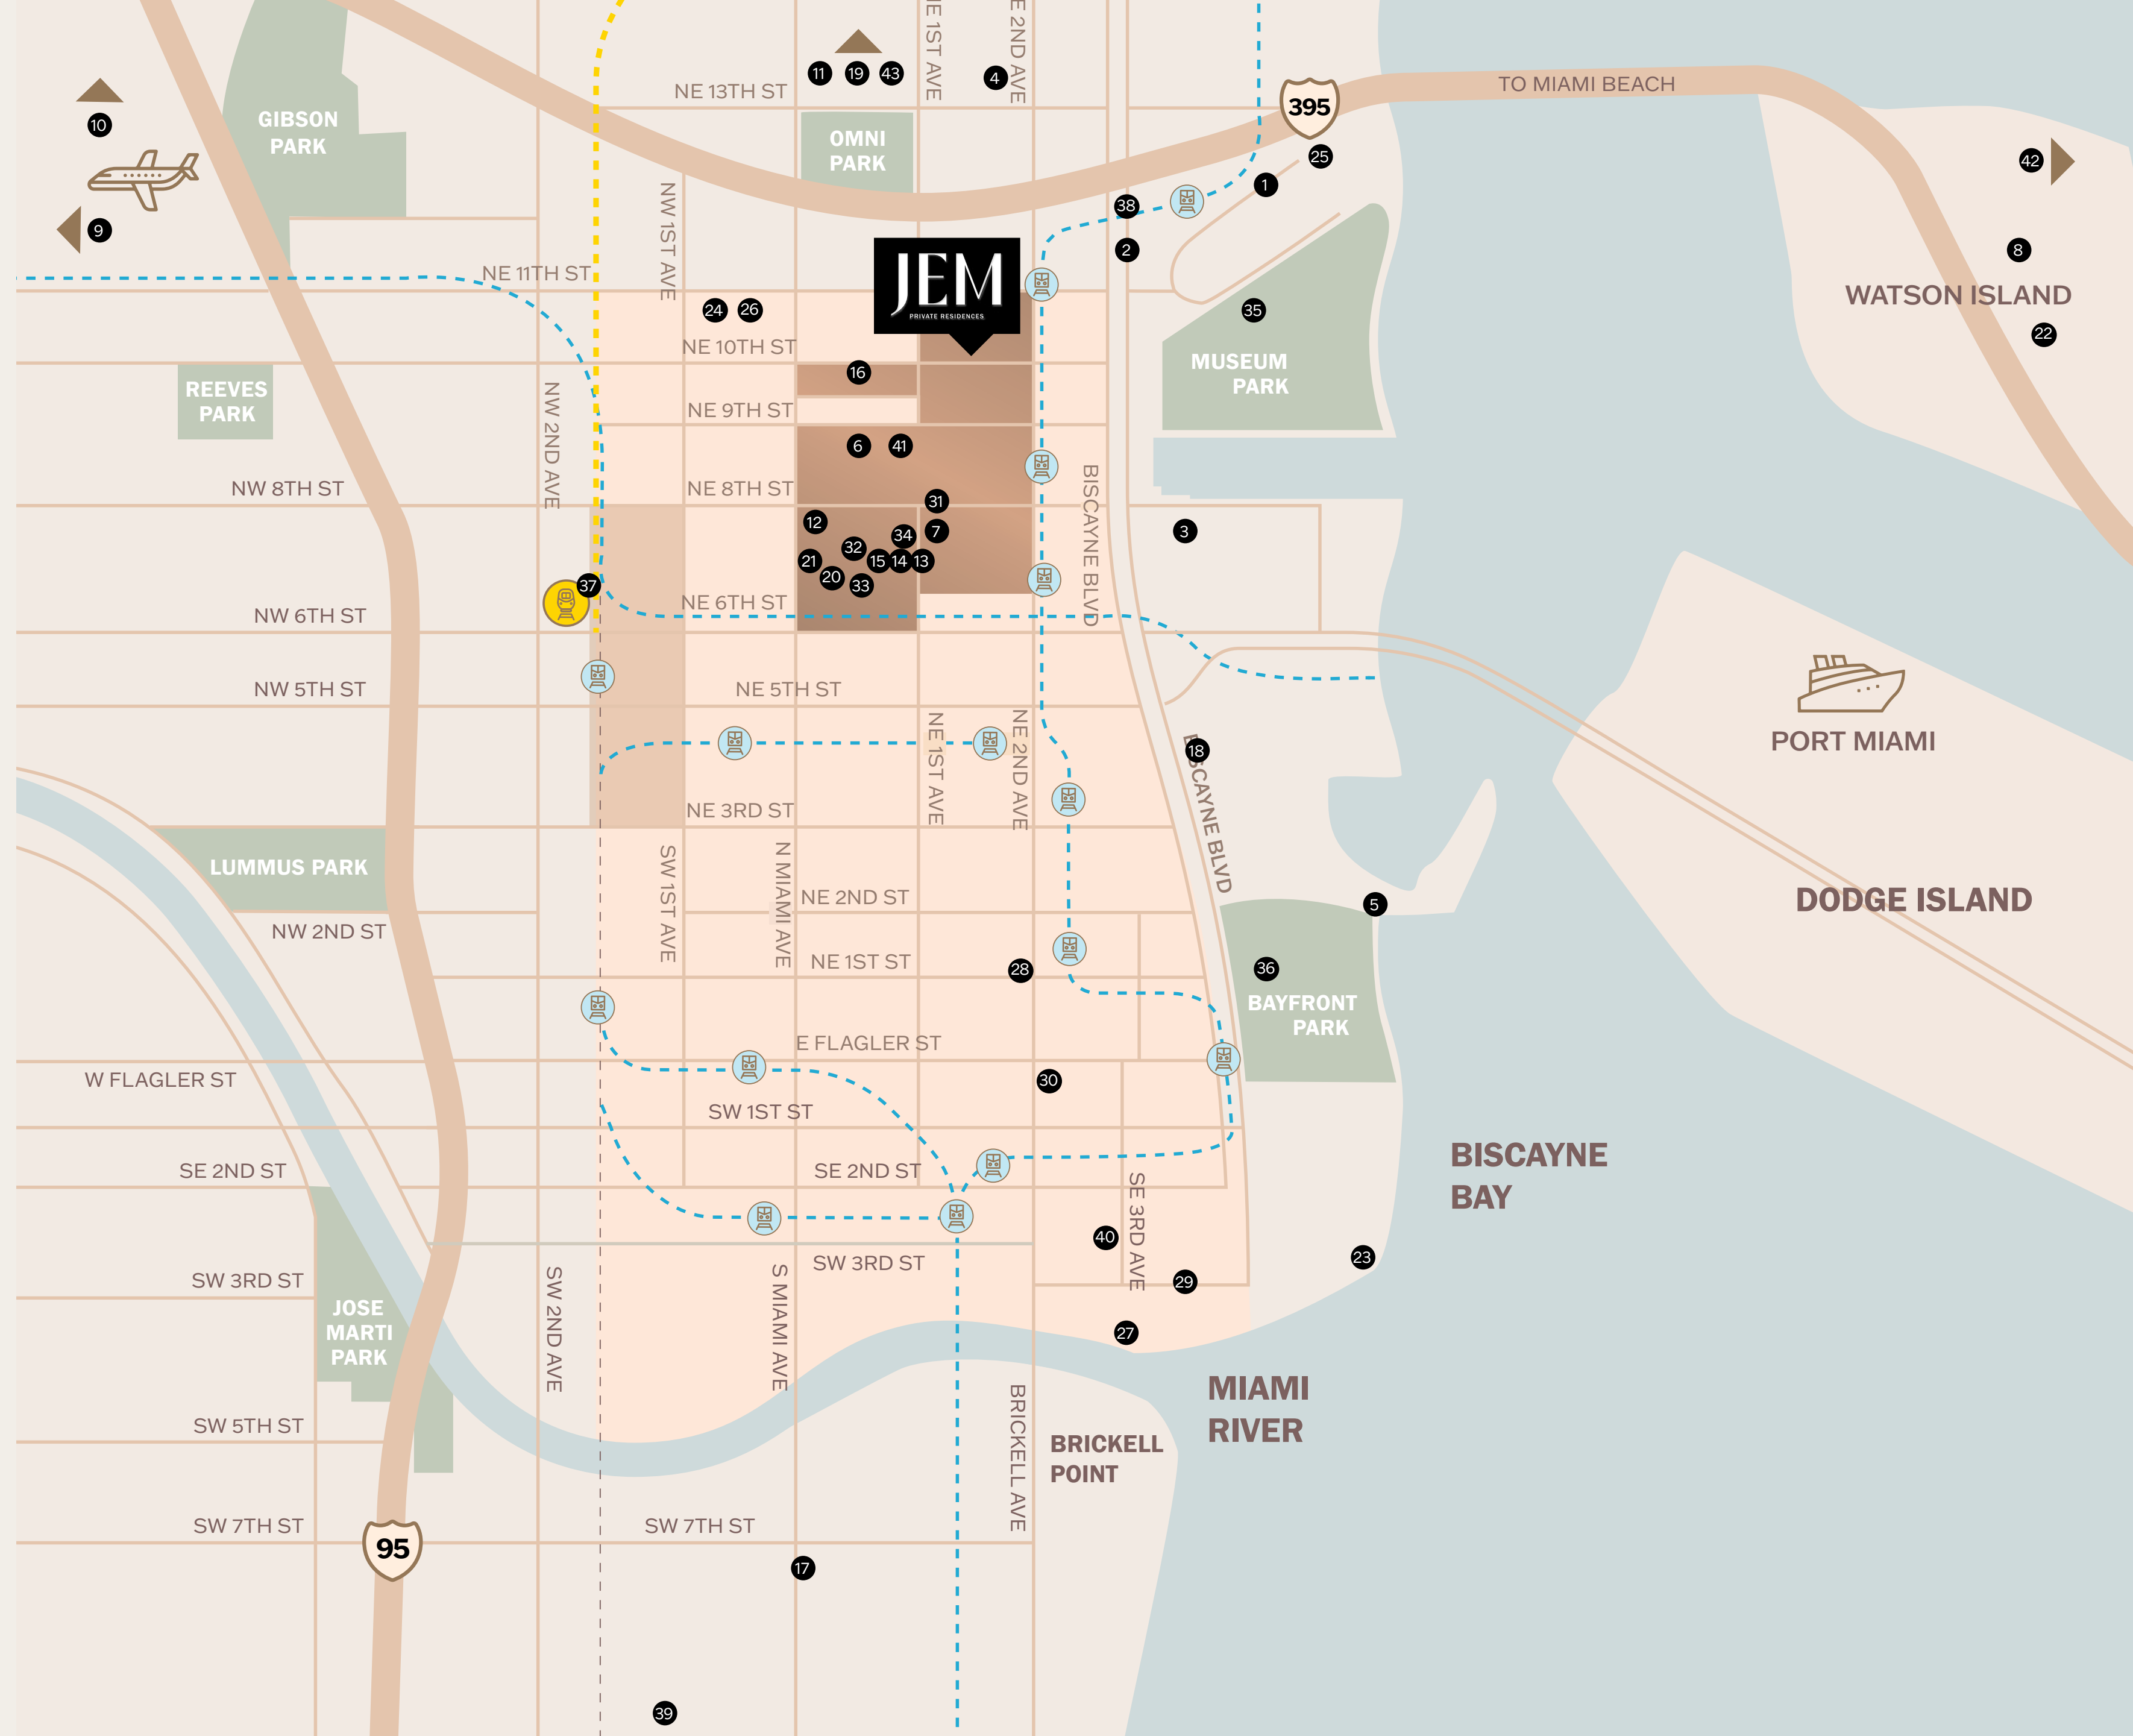 NE 1ST AVE
E 2ND AVE
11
19
43
4
NE 13TH ST
395
TO MIAMI BEACH
10
GIBSON
PARK
OMNI
PARK
25
42
1
38
9
2
8
NW 1ST AVE
NE 11TH ST
JEM
PRIVATE RESIDENCES
WATSON ISLAND
24
26
35
22
NE 10TH ST
MUSEUM
PARK
16
REEVES
PARK
NW 2ND AVE
NE 9TH ST
6
41
NW 8TH ST
NE 8TH ST
BISCAYNE BLVD
31
12
34
7
3
32
21
15
14
13
20
33
37
NE 6TH ST
NW 6TH ST
NW 5TH ST
NE 5TH ST
NE 1ST AVE
NE 2ND AVE
18
BISCAYNE BLVD
PORT MIAMI
NE 3RD ST
LUMMUS PARK
SW 1ST AVE
N MIAMI AVE
NE 2ND ST
5
DODGE ISLAND
NW 2ND ST
NE 1ST ST
28
36
BAYFRONT
PARK
E FLAGLER ST
W FLAGLER ST
30
SW 1ST ST
SE 2ND ST
SE 2ND ST
BISCAYNE
BAY
SE 3RD AVE
40
23
SW 3RD ST
SW 3RD ST
29
JOSE
MARTI
PARK
SW 2ND AVE
S MIAMI AVE
27
MIAMI
RIVER
BRICKELL AVE
SW 5TH ST
BRICKELL
POINT
SW 7TH ST
SW 7TH ST
95
17
39